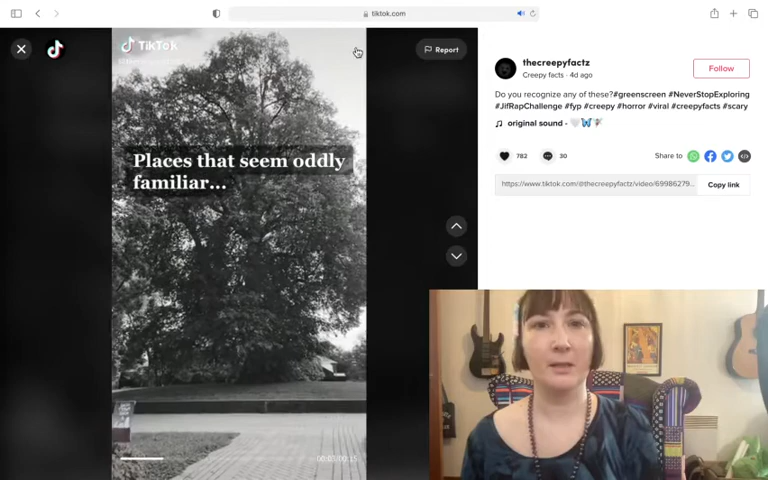 tiktok.com
TikTok
Report
Places that seem oddly
familiar...
thecreepyfactz
Creepy facts · 4d ago
Follow
Do you recognize any of these?#greenscreen #NeverStopExploring
#JifRapChallenge #fyp #creepy #horror #viral #creepyfacts #scary
original sound - 🤍🦋🧚
782
30
Share to
https://www.tiktok.com/@thecreepyfactz/video/69986279...
Copy link